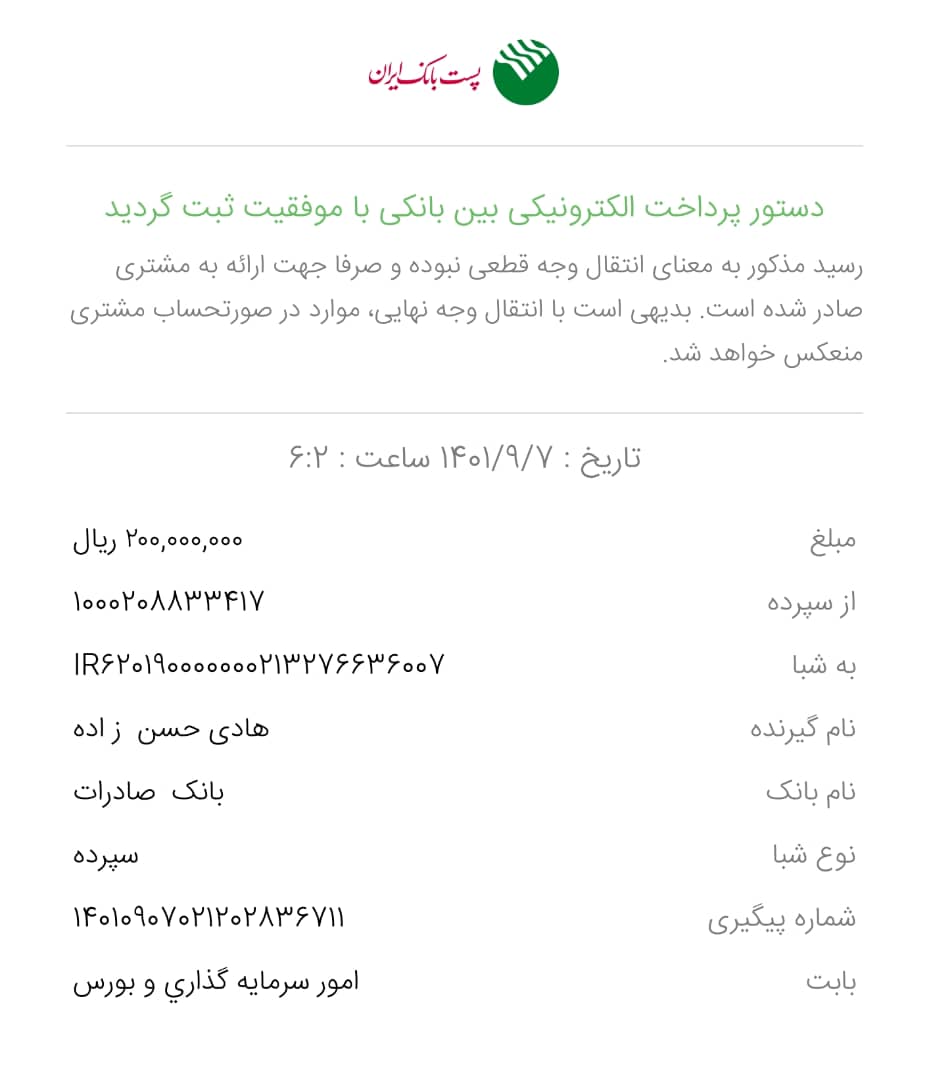 پست بانک ایران
دستور پرداخت الکترونیکی بین بانکی با موفقیت ثبت گردید
رسید مذکور به معنای انتقال وجه قطعی نبوده و صرفا جهت ارائه به مشتری
صادر شده است. بدیهی است با انتقال وجه نهایی، موارد در صورتحساب مشتری
منعکس خواهد شد.
تاریخ : ۱۴۰۱/۹/۷ ساعت : ۶:۲
مبلغ ۲۰۰,۰۰۰,۰۰۰ ریال
از سپرده ۱۰۰۰۲۰۸۸۳۳۴۱۷
به شبا IR۶۲۰۱۹۰۰۰۰۰۰۰۲۱۳۲۷۶۶۳۶۰۰۷
نام گیرنده هادی حسن  ز اده
نام بانک بانک  صادرات
نوع شبا سپرده
شماره پیگیری ۱۴۰۱۰۹۰۷۰۲۱۲۰۲۸۳۶۷۱۱
بابت امور سرمایه گذاري و بورس